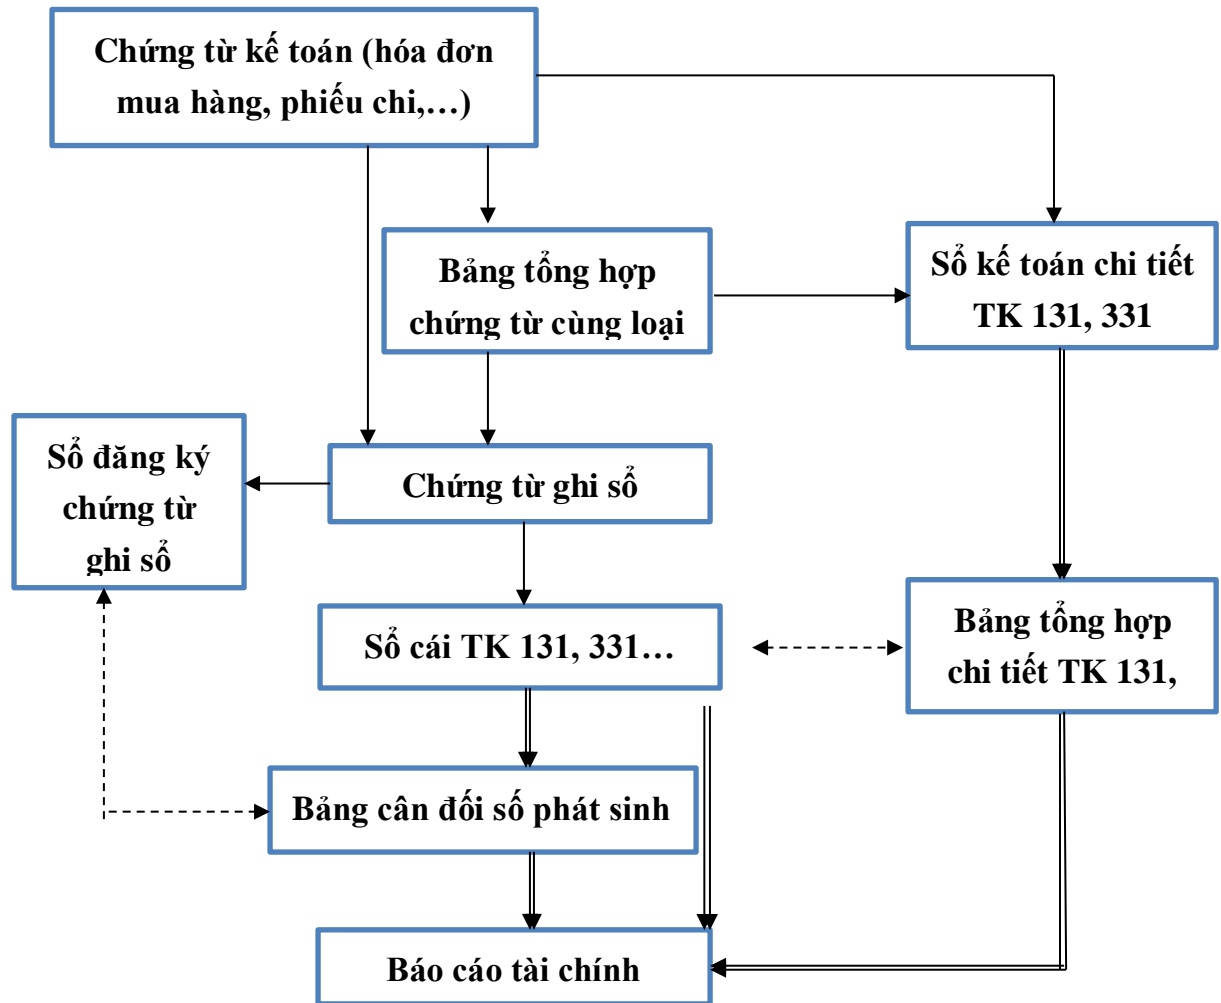 Chứng từ kế toán (hóa đơn
mua hàng, phiếu chi,…)
Bảng tổng hợp
chứng từ cùng loại
Sổ kế toán chi tiết
TK 131, 331
Sổ đăng ký
chứng từ
ghi sổ
Chứng từ ghi sổ
Sổ cái TK 131, 331…
Bảng tổng hợp
chi tiết TK 131,
Bảng cân đối số phát sinh
Báo cáo tài chính